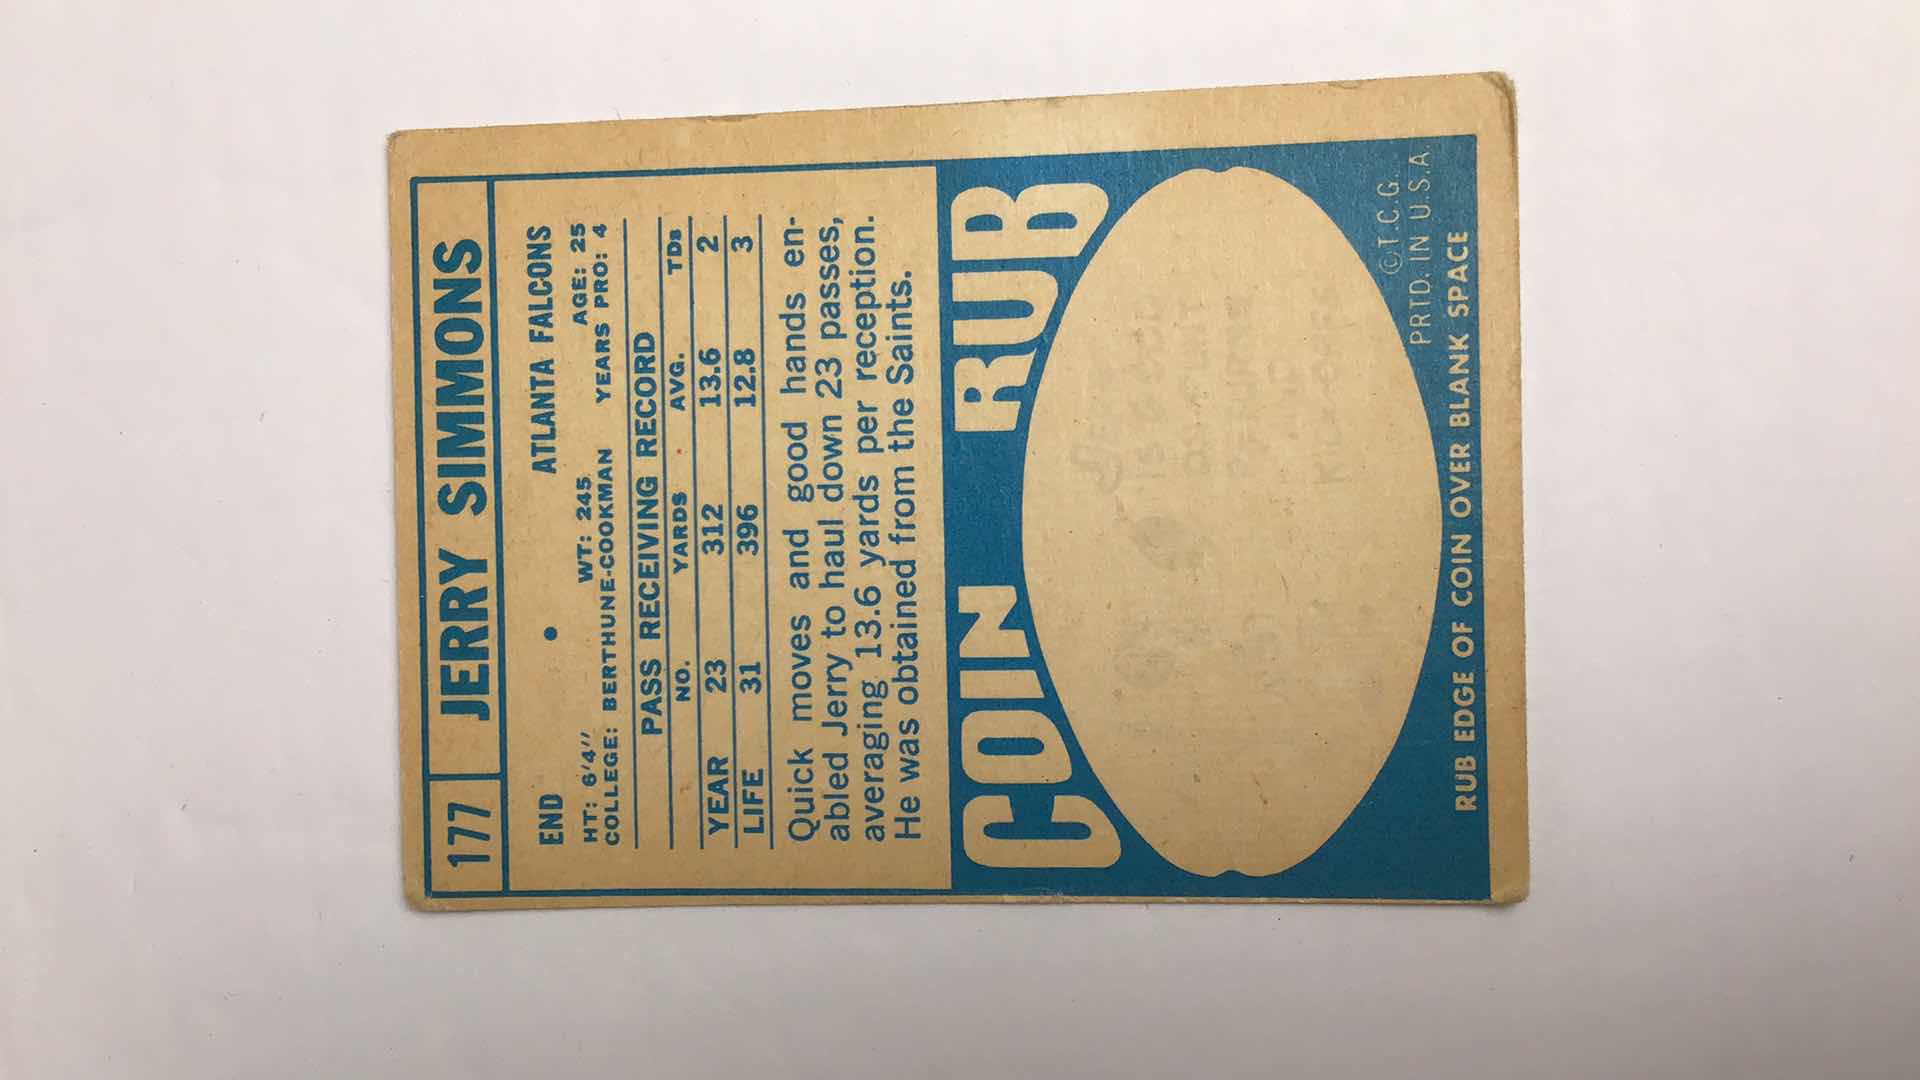 177 JERRY SIMMONS
END • ATLANTA FALCONS
HT: 6'4" WT: 245 AGE: 25
COLLEGE: BERTHUNE-COOKMAN YEARS PRO: 4
PASS RECEIVING RECORD
NO. YARDS AVG. TDs
YEAR 23 312 13.6 2
LIFE 31 396 12.8 3
Quick moves and good hands en-
abled Jerry to haul down 23 passes,
averaging 13.6 yards per reception.
He was obtained from the Saints.
COIN RUB
©T.C.G.
PRTD. IN U.S.A.
RUB EDGE OF COIN OVER BLANK SPACE